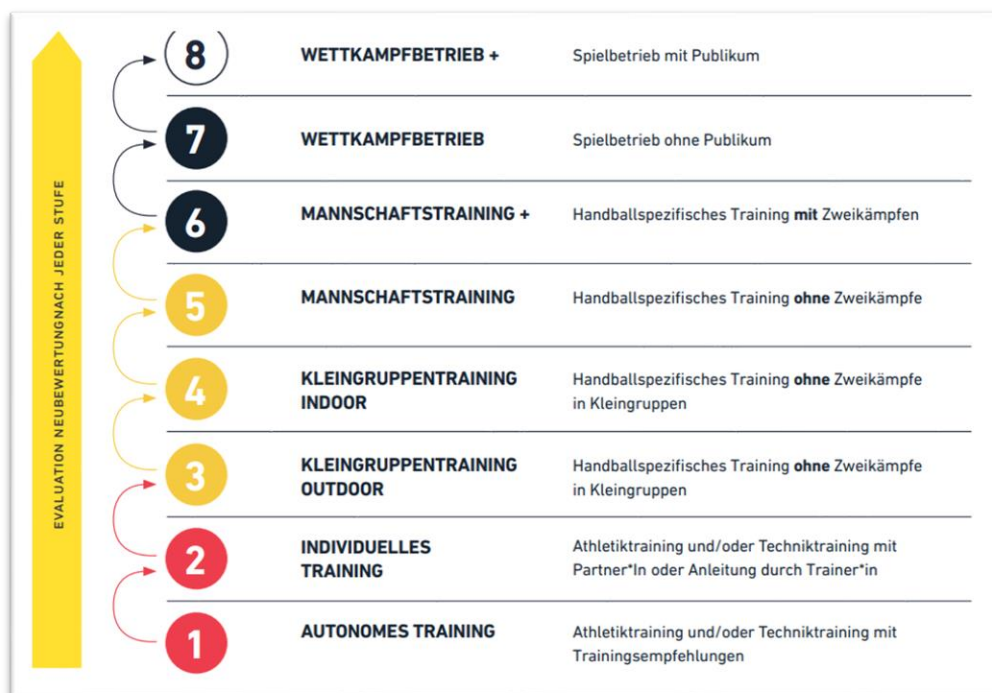 EVALUATION NEUBEWERTUNGNACH JEDER STUFE
8
WETTKAMPFBETRIEB +
Spielbetrieb mit Publikum
7
WETTKAMPFBETRIEB
Spielbetrieb ohne Publikum
6
MANNSCHAFTSTRAINING +
Handballspezifisches Training mit Zweikämpfen
5
MANNSCHAFTSTRAINING
Handballspezifisches Training ohne Zweikämpfe
4
KLEINGRUPPENTRAINING
INDOOR
Handballspezifisches Training ohne Zweikämpfe
in Kleingruppen
3
KLEINGRUPPENTRAINING
OUTDOOR
Handballspezifisches Training ohne Zweikämpfe
in Kleingruppen
2
INDIVIDUELLES
TRAINING
Athletiktraining und/oder Techniktraining mit
Partner*In oder Anleitung durch Trainer*in
1
AUTONOMES TRAINING
Athletiktraining und/oder Techniktraining mit
Trainingsempfehlungen